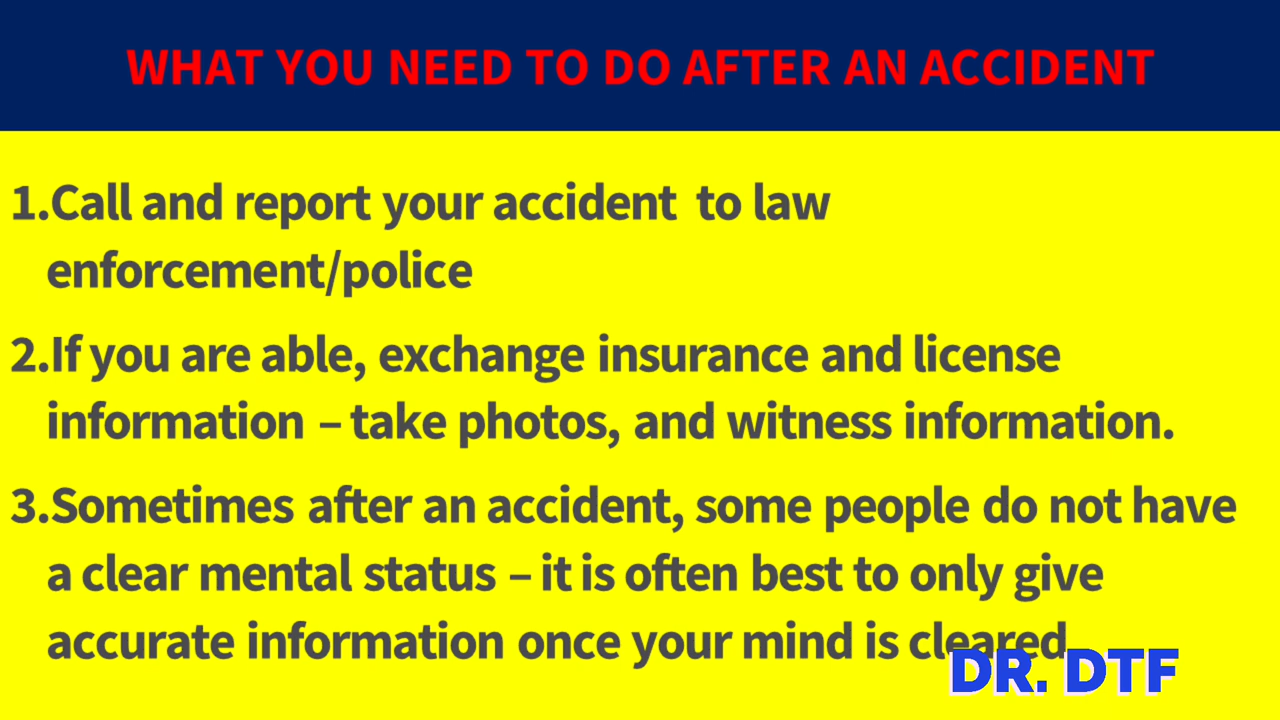 WHAT YOU NEED TO DO AFTER AN ACCIDENT
1.Call and report your accident to law
enforcement/police
2.If you are able, exchange insurance and license
information – take photos, and witness information.
3.Sometimes after an accident, some people do not have
a clear mental status – it is often best to only give
accurate information once your mind is cleared
DR. DTF